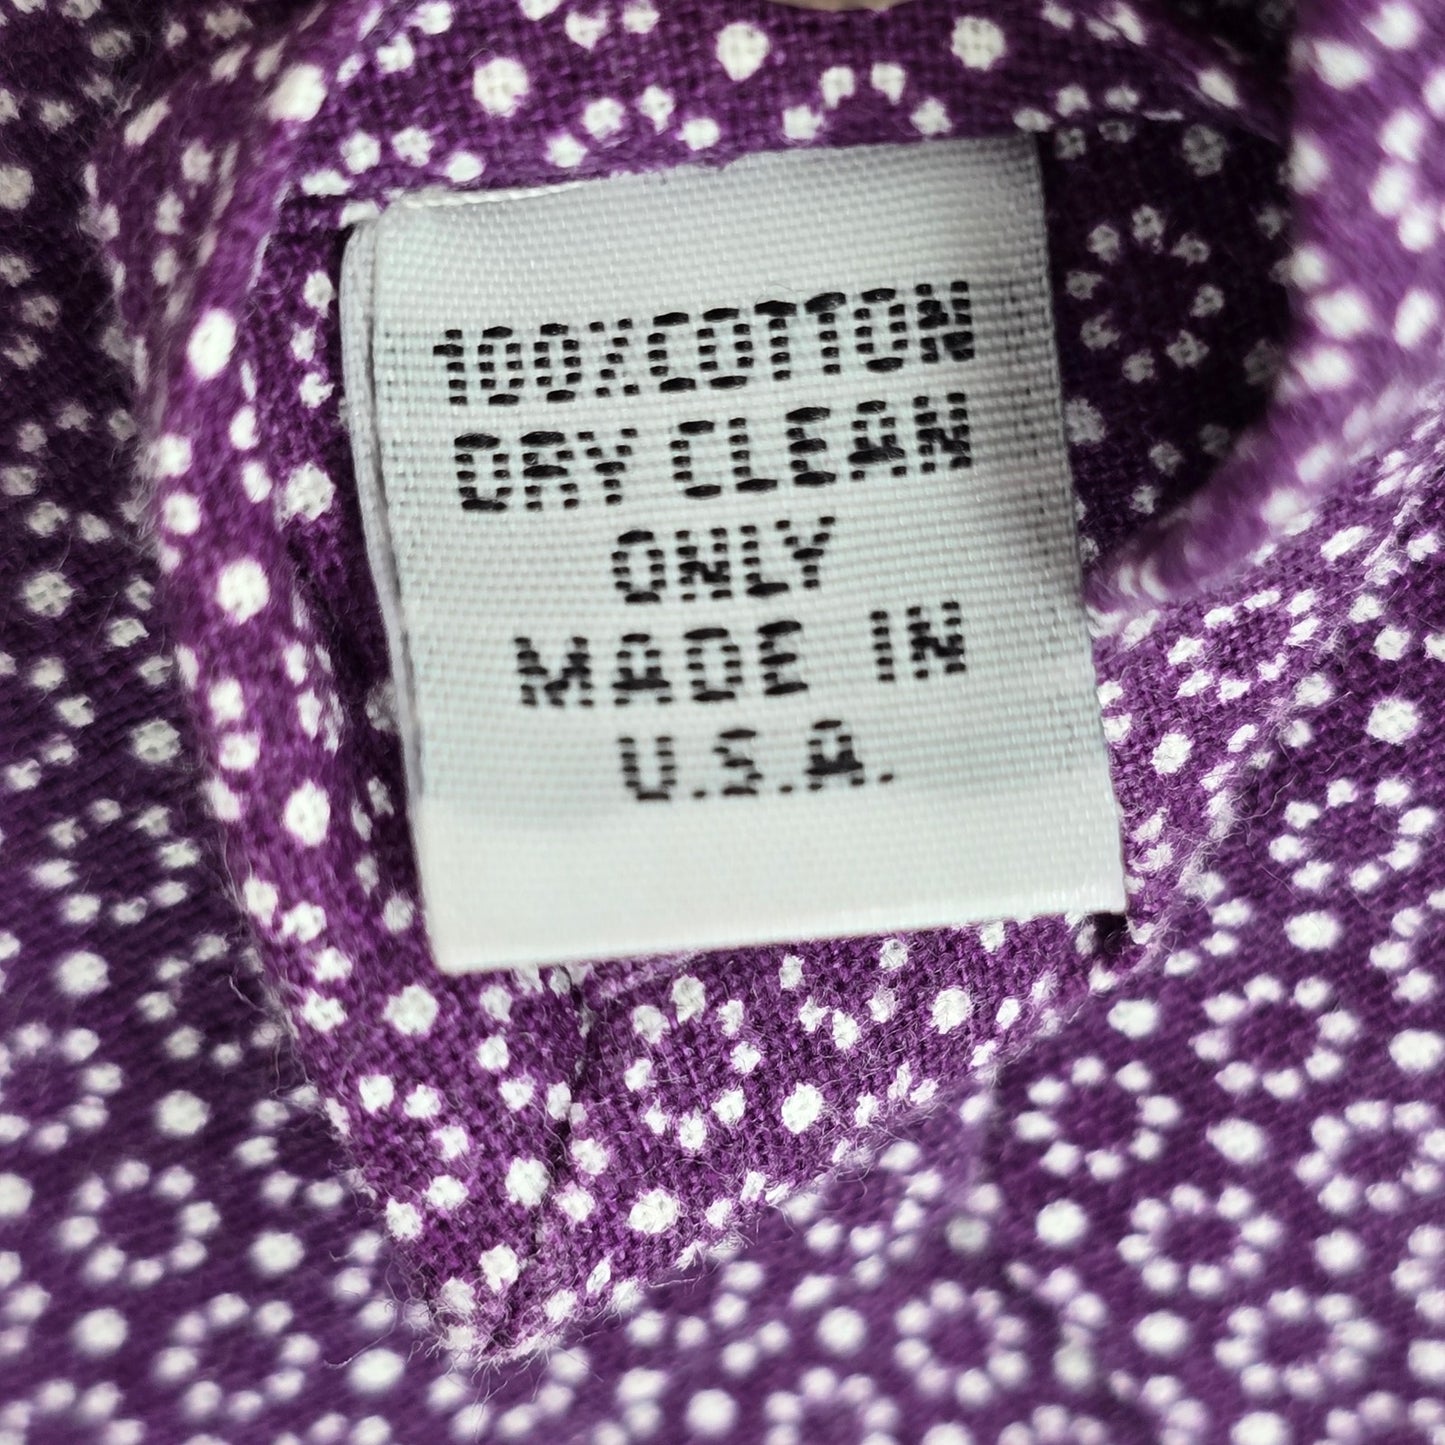 100%COTTON
DRY CLEAN
ONLY
MADE IN
U.S.A.